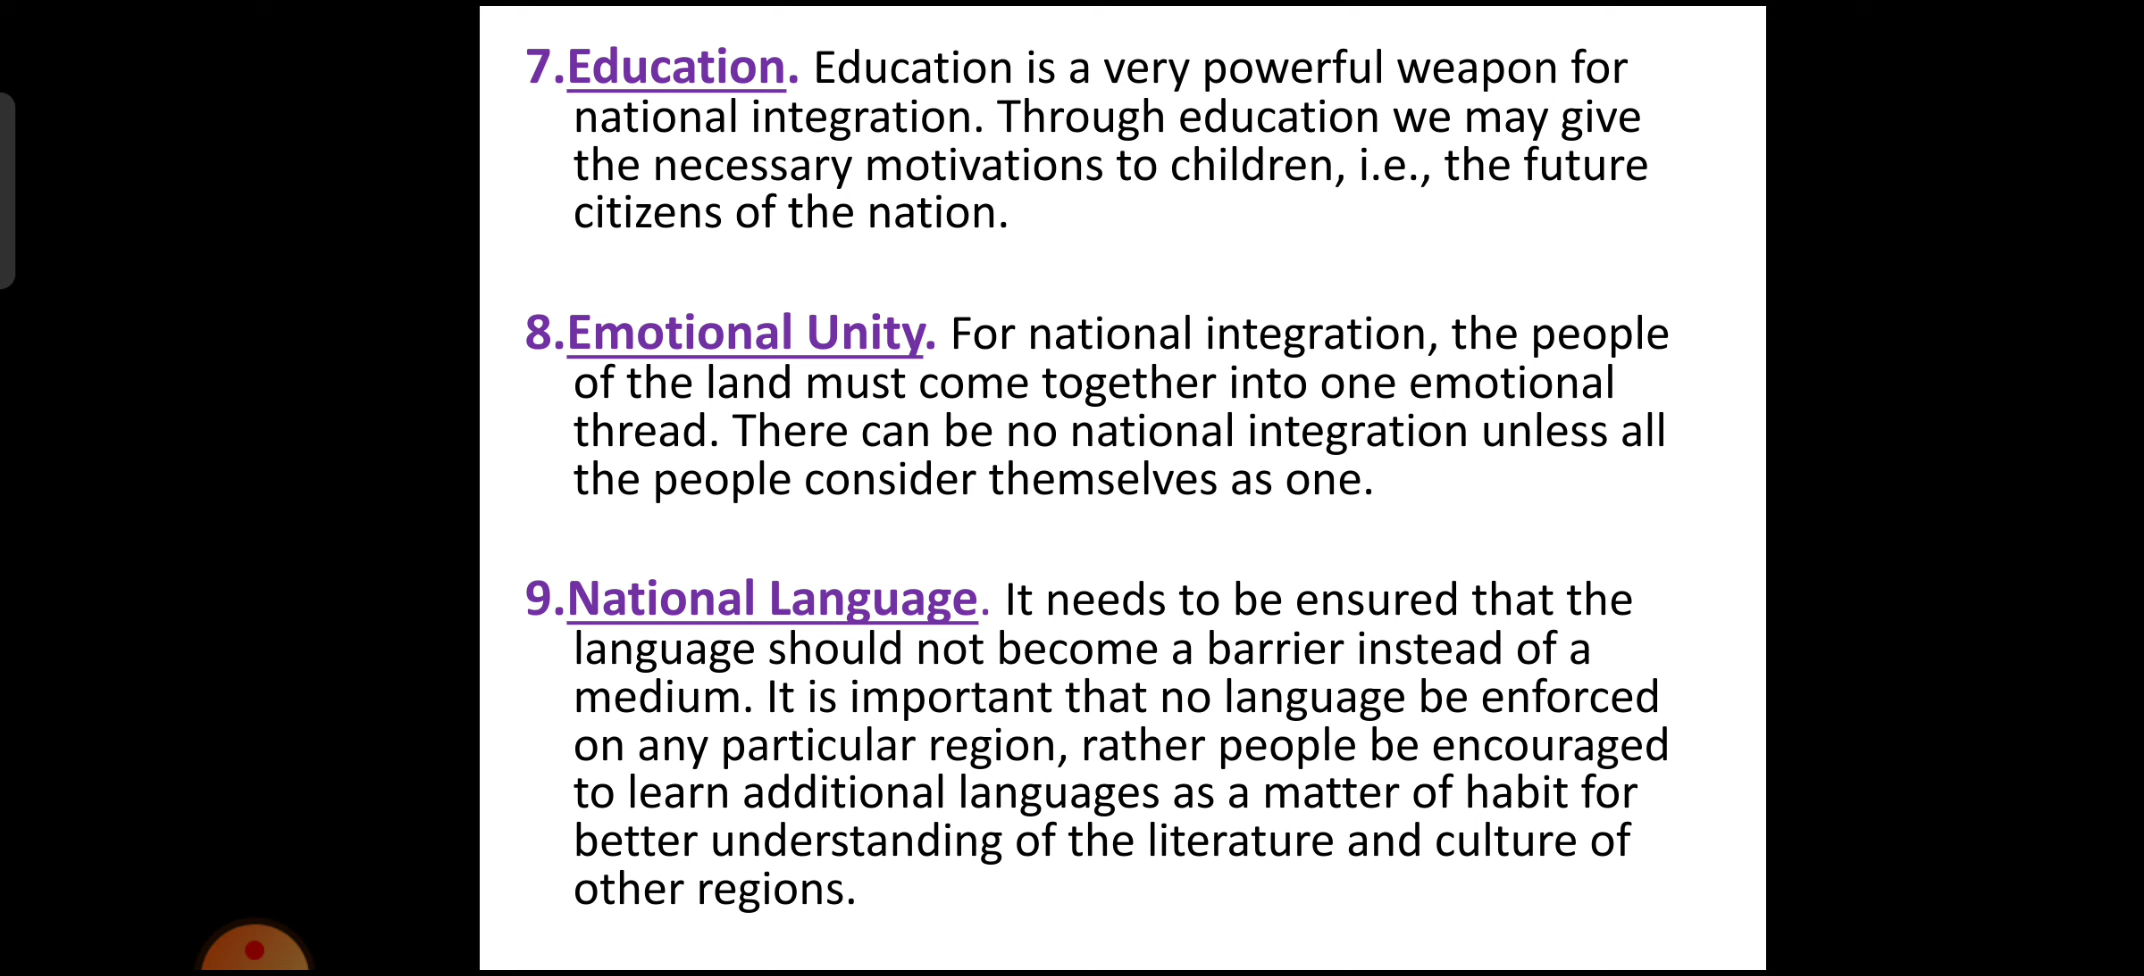 7.Education. Education is a very powerful weapon for
national integration. Through education we may give
the necessary motivations to children, i.e., the future
citizens of the nation.
8.Emotional Unity. For national integration, the people
of the land must come together into one emotional
thread. There can be no national integration unless all
the people consider themselves as one.
9.National Language. It needs to be ensured that the
language should not become a barrier instead of a
medium. It is important that no language be enforced
on any particular region, rather people be encouraged
to learn additional languages as a matter of habit for
better understanding of the literature and culture of
other regions.